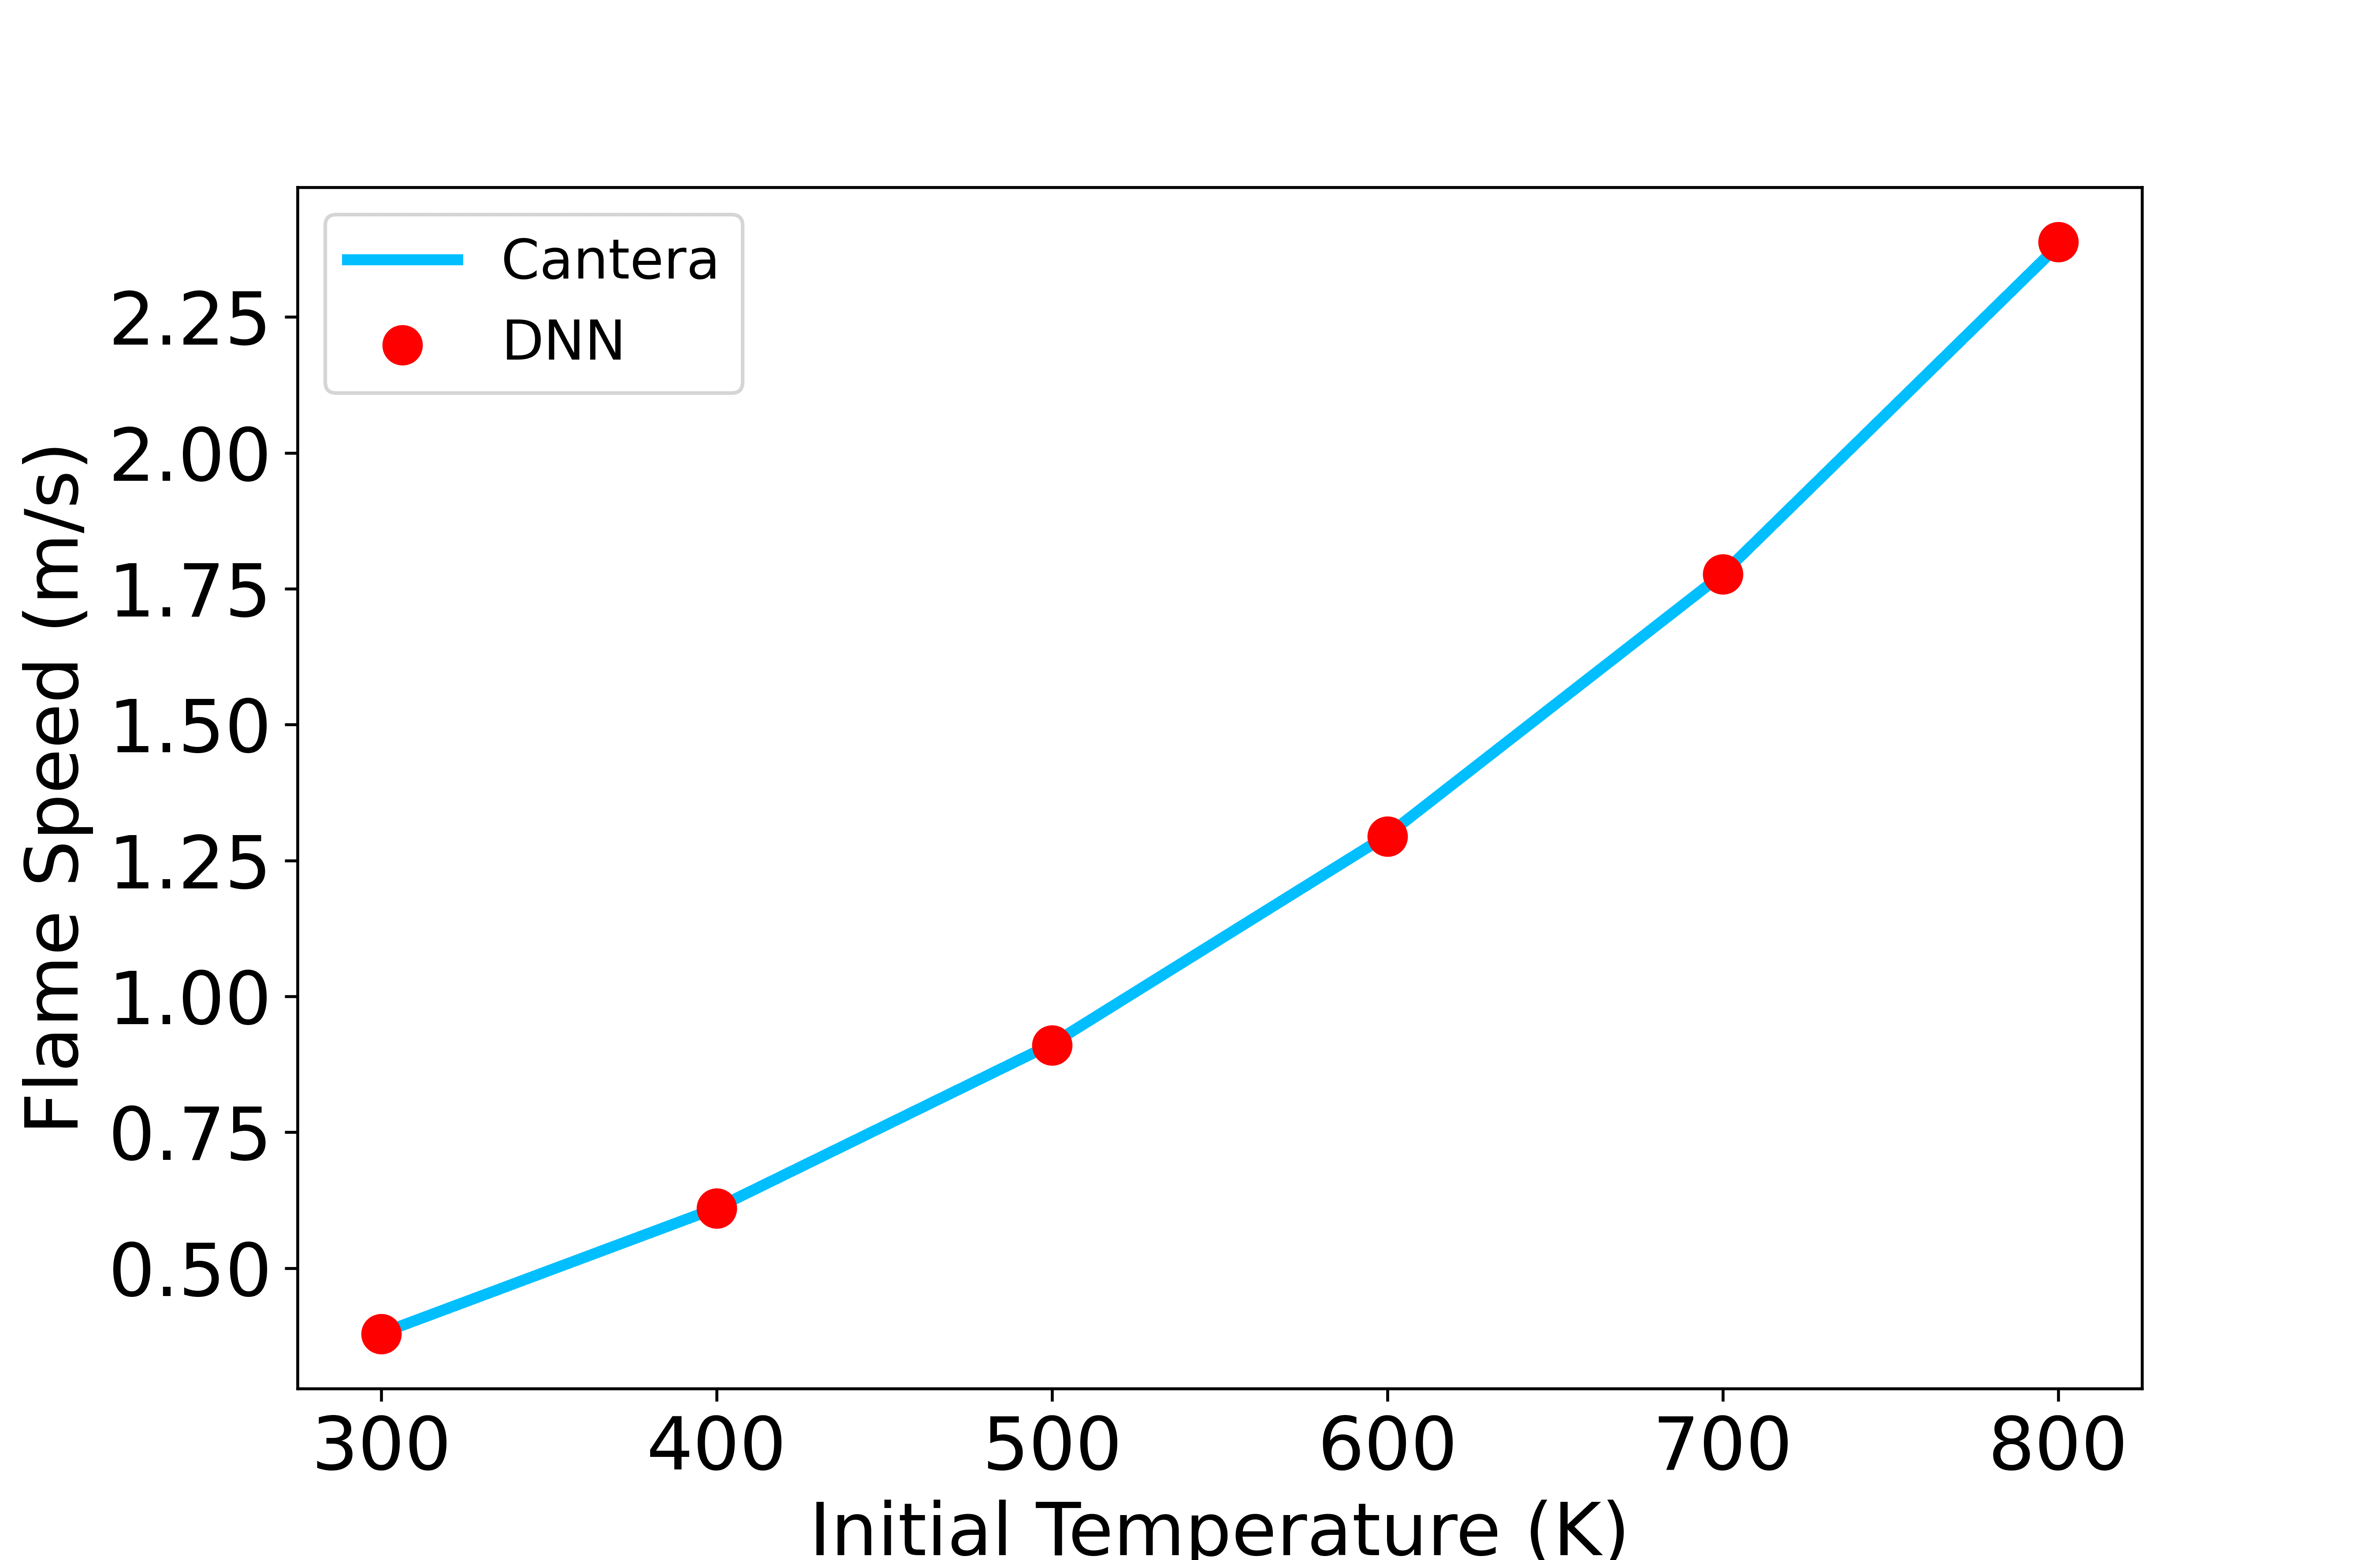 Cantera
DNN
Flame Speed (m/s)
2.25
2.00
1.75
1.50
1.25
1.00
0.75
0.50
300 400 500 600 700 800
Initial Temperature (K)